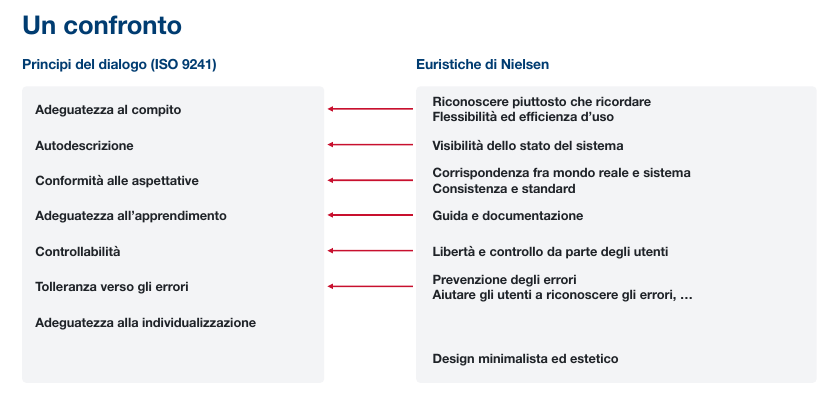 Un confronto
Principi del dialogo (ISO 9241)
Euristiche di Nielsen
Adeguatezza al compito
Riconoscere piuttosto che ricordare
Flessibilità ed efficienza d’uso
Autodescrizione
Visibilità dello stato del sistema
Conformità alle aspettative
Corrispondenza fra mondo reale e sistema
Consistenza e standard
Adeguatezza all’apprendimento
Guida e documentazione
Controllabilità
Libertà e controllo da parte degli utenti
Tolleranza verso gli errori
Prevenzione degli errori
Aiutare gli utenti a riconoscere gli errori, …
Adeguatezza alla individualizzazione
Design minimalista ed estetico